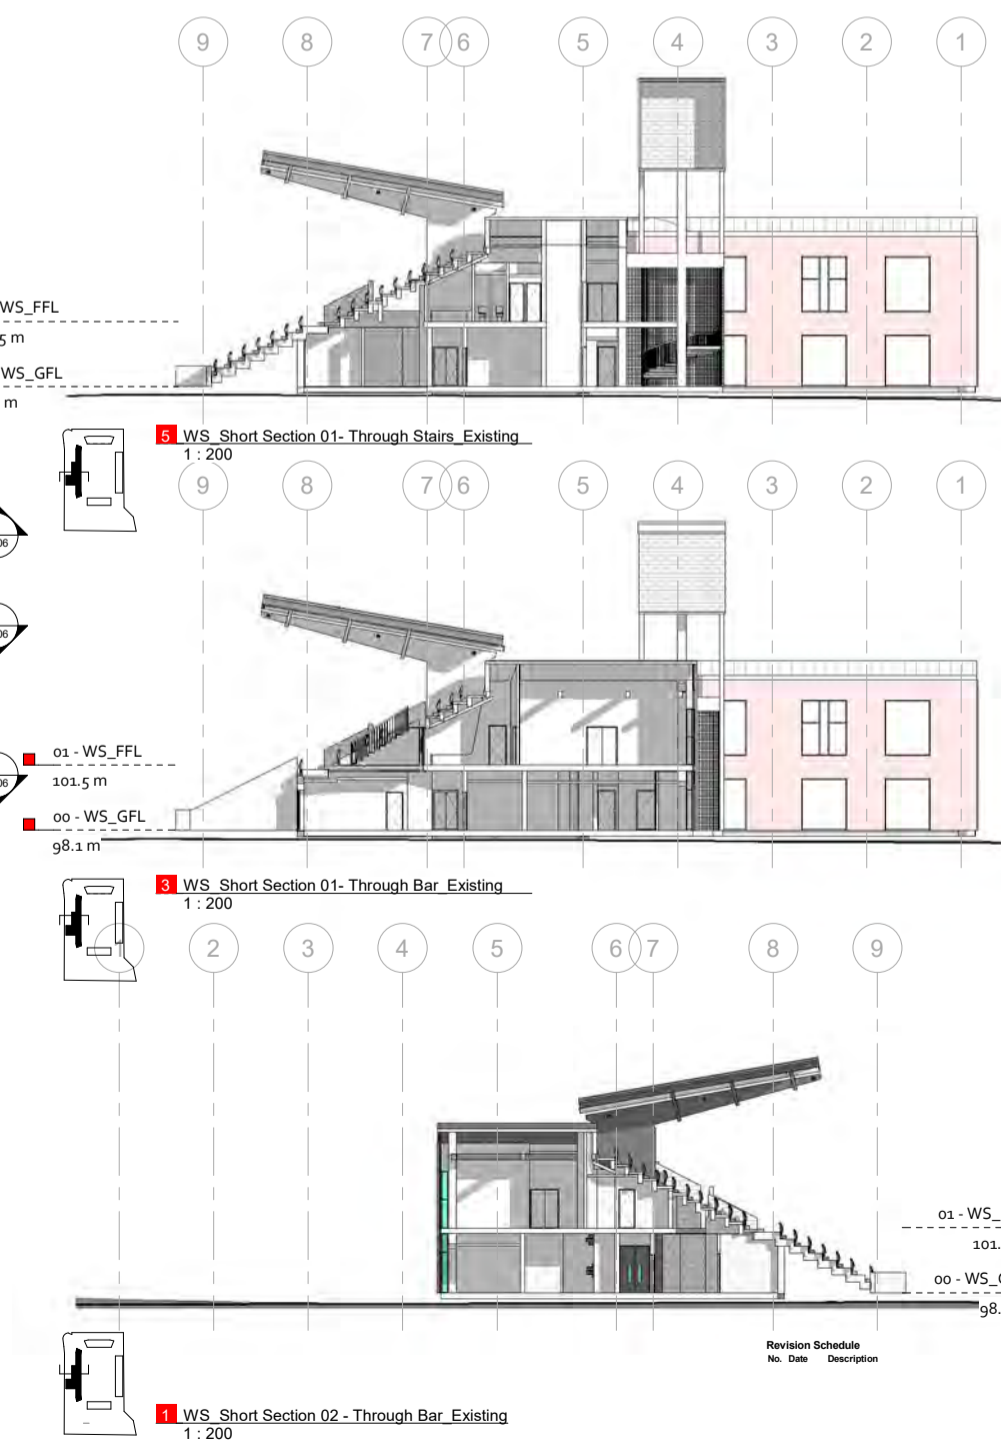 9 8 7 6 5 4 3 2 1
WS_FFL
5 m
WS_GFL
m
5 WS_Short Section 01- Through Stairs_Existing
1 : 200
9 8 7 6 5 4 3 2 1
06
06
01 - WS_FFL
06
101.5 m
00 - WS_GFL
98.1 m
3 WS_Short Section 01- Through Bar_Existing
1 : 200
2 3 4 5 6 7 8 9
01 - WS_
101.
00 - WS_
98.
Revision Schedule
No. Date Description
1 WS_Short Section 02 - Through Bar_Existing
1 : 200